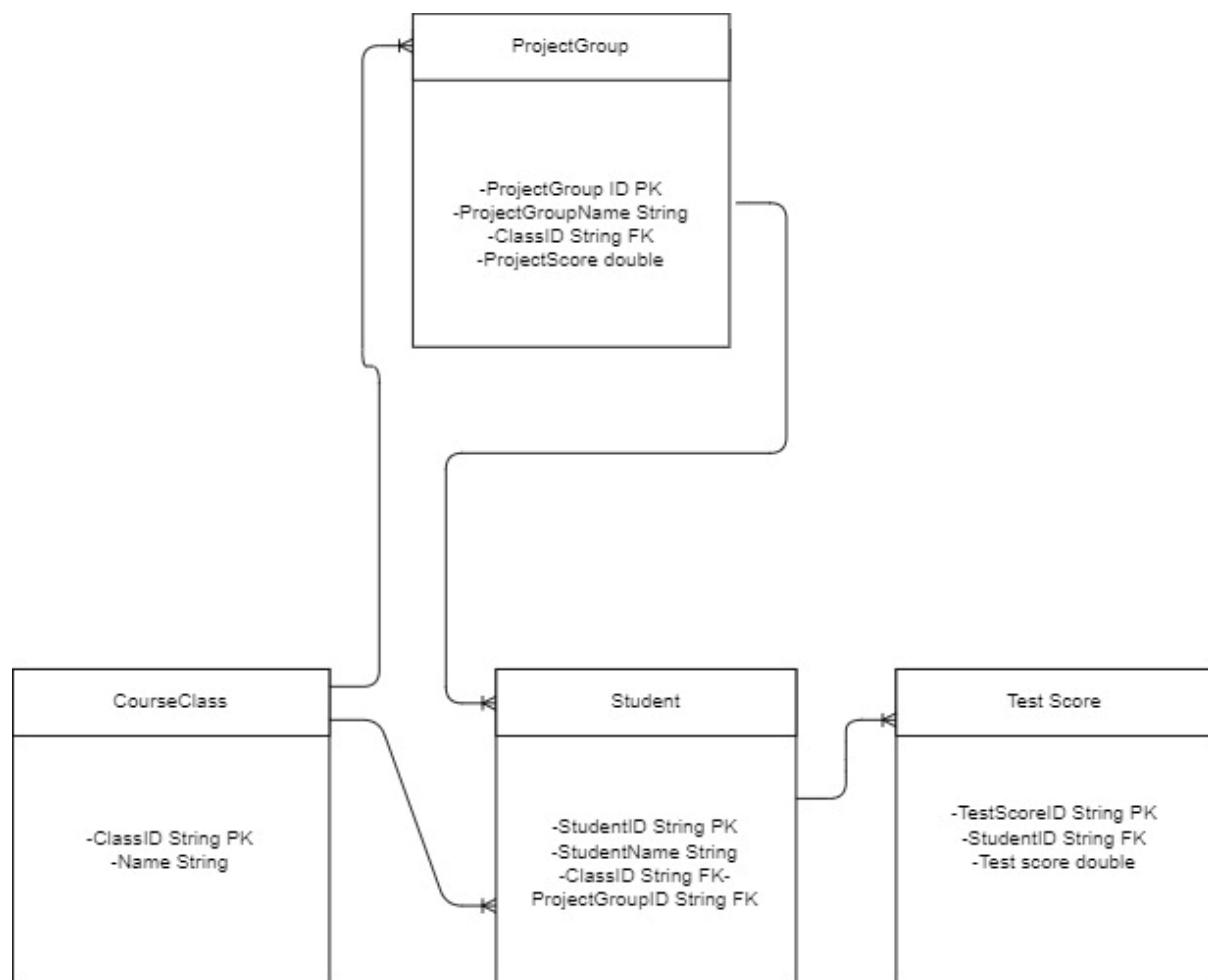 ProjectGroup
-ProjectGroup ID PK
-ProjectGroupName String
-ClassID String FK
-ProjectScore double
CourseClass
-ClassID String PK
-Name String
Student
-StudentID String PK
-StudentName String
-ClassID String FK-
ProjectGroupID String FK
Test Score
-TestScoreID String PK
-StudentID String FK
-Test score double